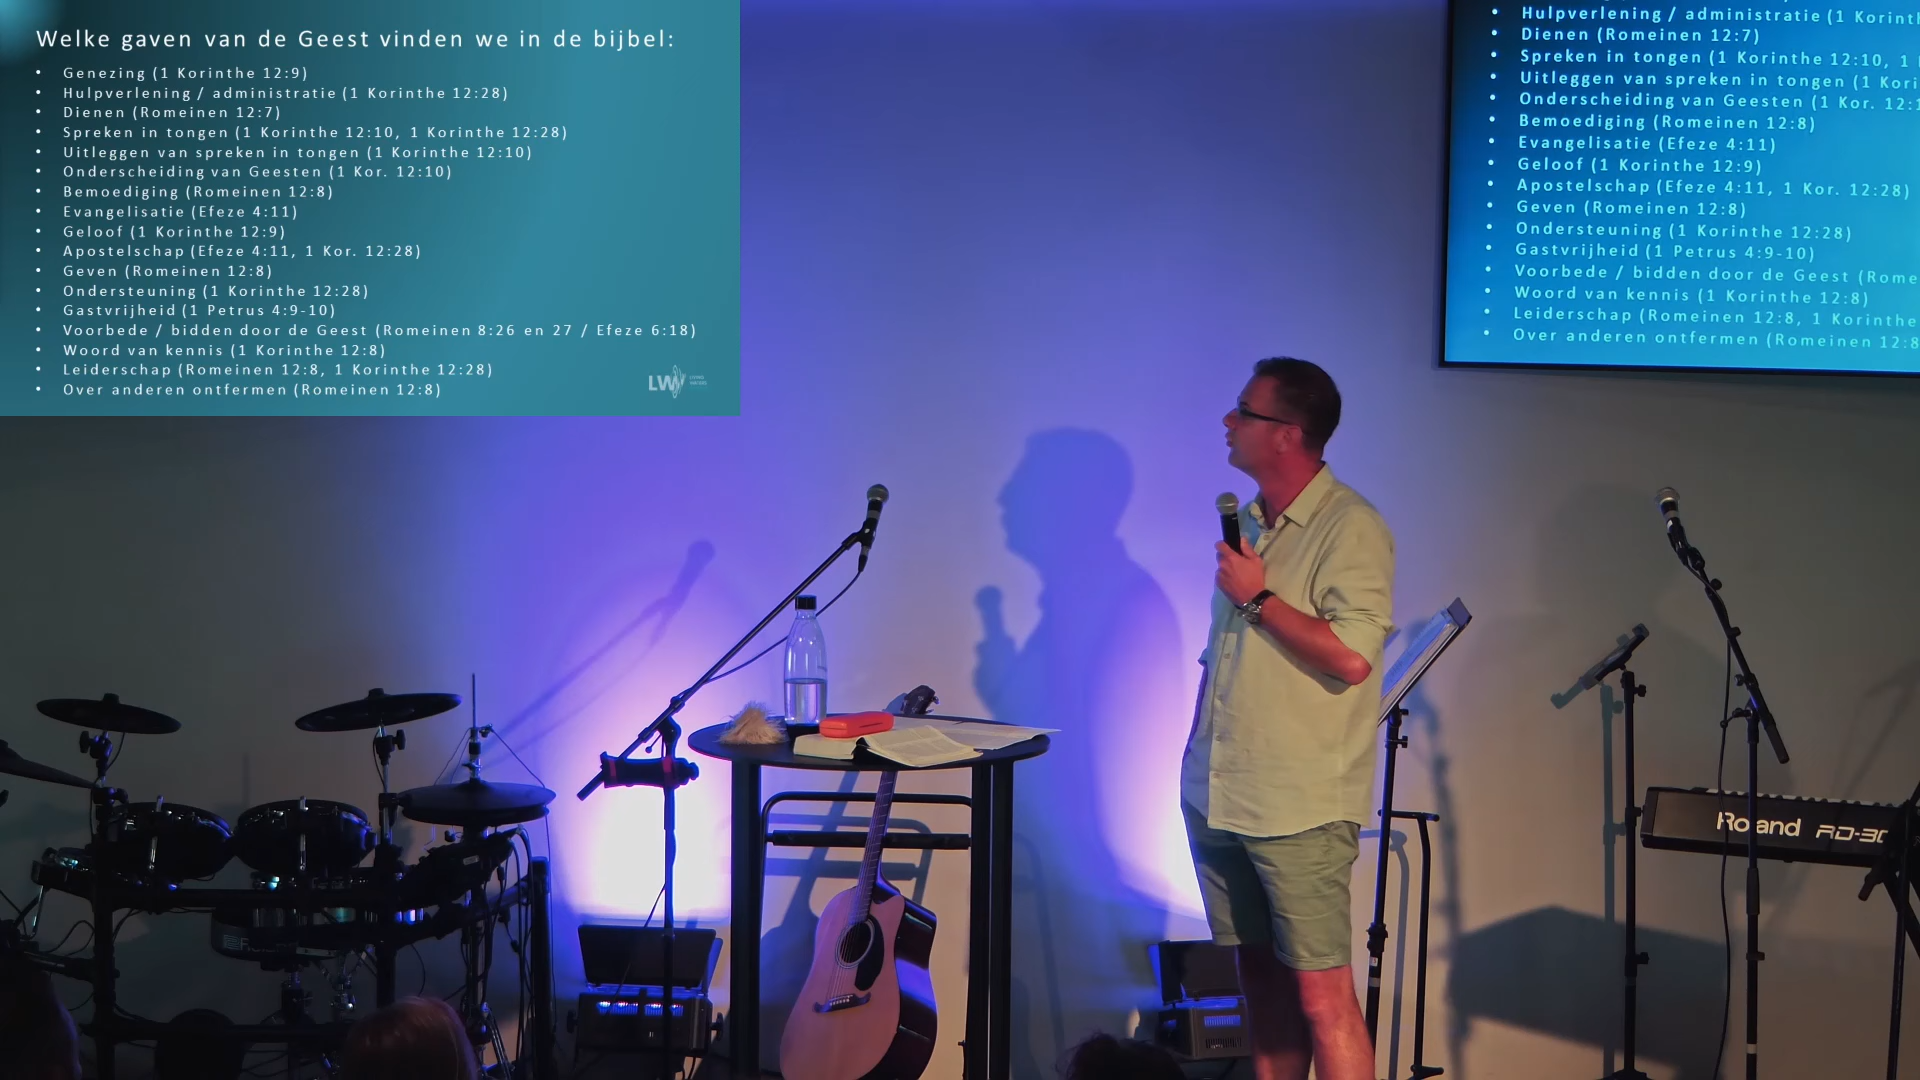 Welke gaven van de Geest vinden we in de bijbel:
• Genezing (1 Korinthe 12:9)
• Hulpverlening / administratie (1 Korinthe 12:28)
• Dienen (Romeinen 12:7)
• Spreken in tongen (1 Korinthe 12:10, 1 Korinthe 12:28)
• Uitleggen van spreken in tongen (1 Korinthe 12:10)
• Onderscheiding van Geesten (1 Kor. 12:10)
• Bemoediging (Romeinen 12:8)
• Evangelisatie (Efeze 4:11)
• Geloof (1 Korinthe 12:9)
• Apostelschap (Efeze 4:11, 1 Kor. 12:28)
• Geven (Romeinen 12:8)
• Ondersteuning (1 Korinthe 12:28)
• Gastvrijheid (1 Petrus 4:9-10)
• Voorbede / bidden door de Geest (Romeinen 8:26 en 27 / Efeze 6:18)
• Woord van kennis (1 Korinthe 12:8)
• Leiderschap (Romeinen 12:8, 1 Korinthe 12:28)
• Over anderen ontfermen (Romeinen 12:8)
LW
• Hulpverlening / administratie (1 Korint
• Dienen (Romeinen 12:7)
• Spreken in tongen (1 Korinthe 12:10, 1
• Uitleggen van spreken in tongen (1 Kori
• Onderscheiding van Geesten (1 Kor. 12:1
• Bemoediging (Romeinen 12:8)
• Evangelisatie (Efeze 4:11)
• Geloof (1 Korinthe 12:9)
• Apostelschap (Efeze 4:11, 1 Kor. 12:28)
• Geven (Romeinen 12:8)
• Ondersteuning (1 Korinthe 12:28)
• Gastvrijheid (1 Petrus 4:9-10)
• Voorbede / bidden door de Geest (Rome
• Woord van kennis (1 Korinthe 12:8)
• Leiderschap (Romeinen 12:8, 1 Korinthe
• Over anderen ontfermen (Romeinen 12:8
Roland RD-30